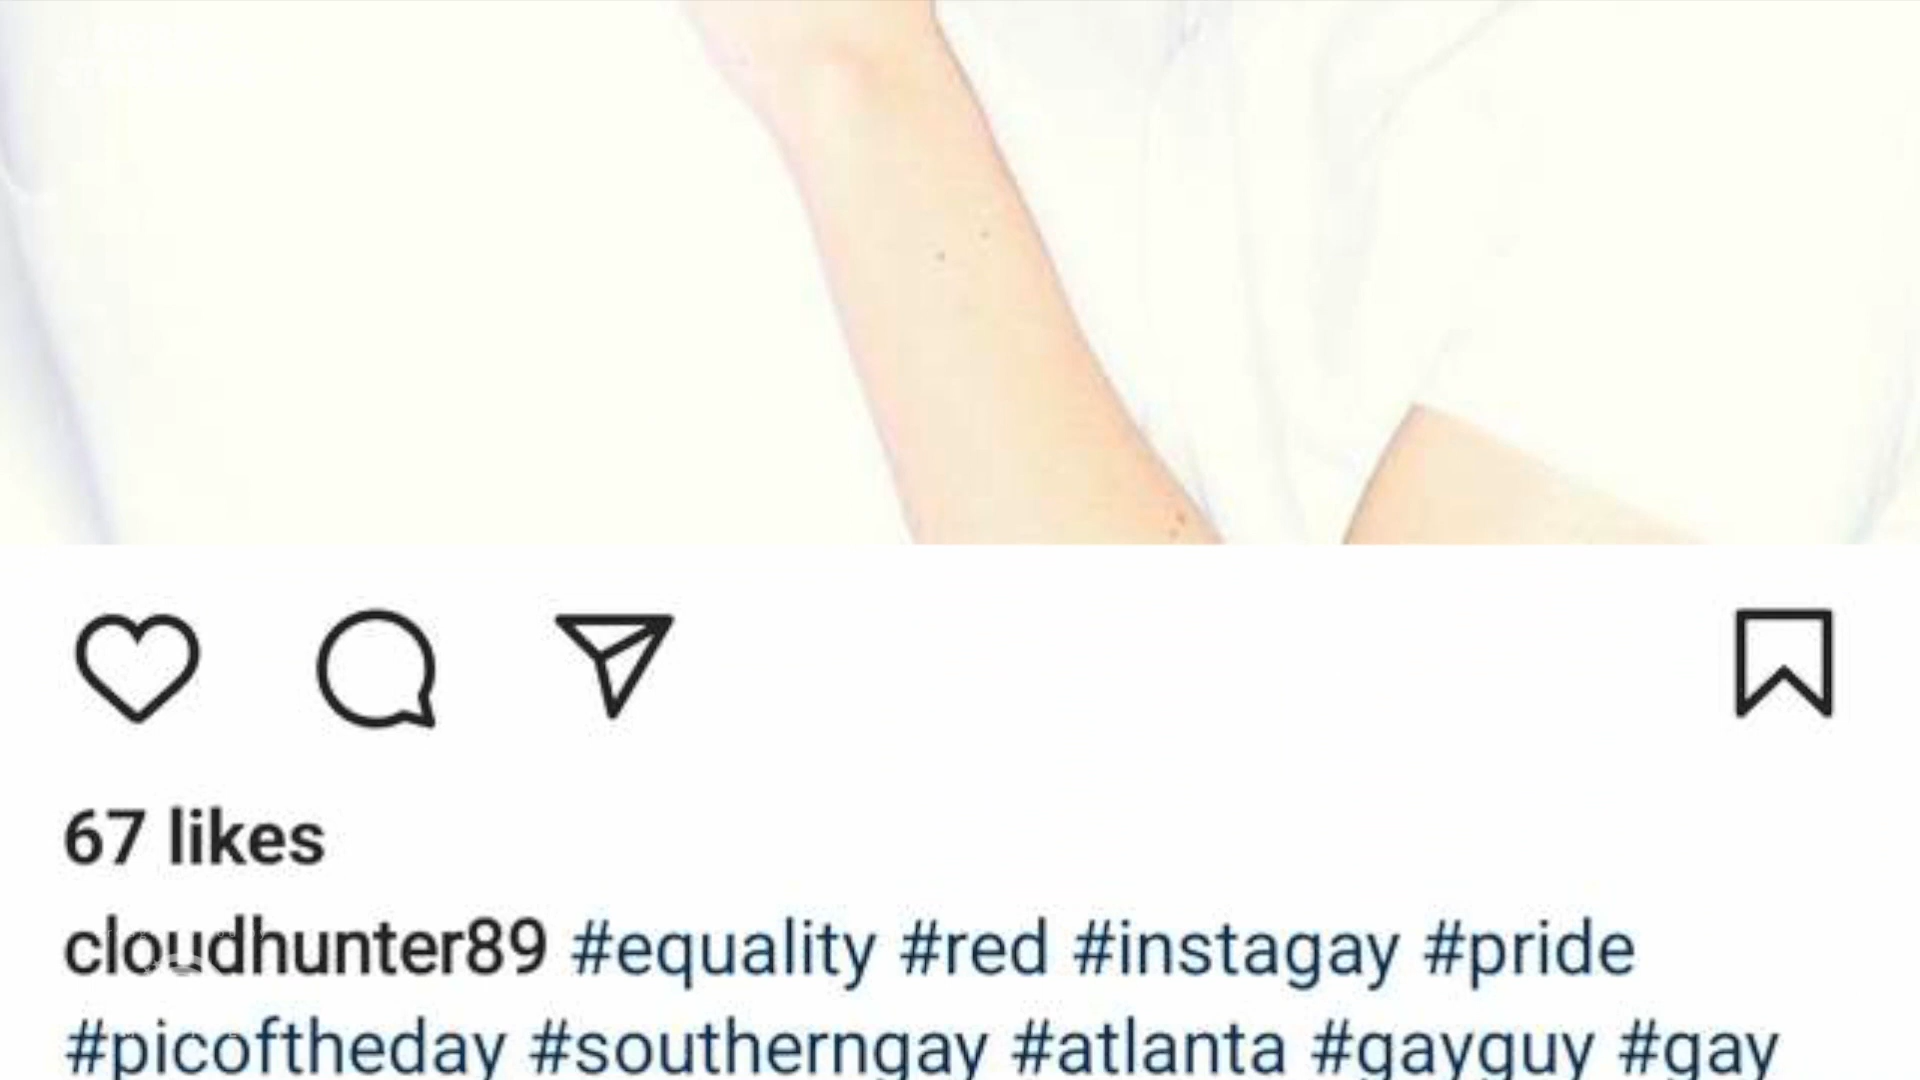 67 likes
cloudhunter89 #equality #red #instagay #pride
#picoftheday #southerngay #atlanta #gayguy #gay